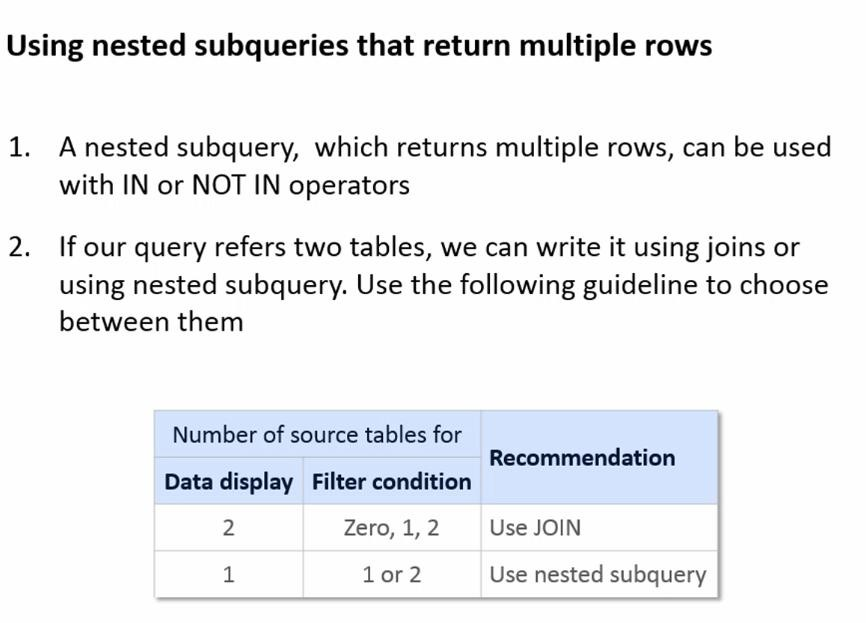 Using nested subqueries that return multiple rows
1. A nested subquery, which returns multiple rows, can be used
with IN or NOT IN operators
2. If our query refers two tables, we can write it using joins or
using nested subquery. Use the following guideline to choose
between them
Number of source tables for
Recommendation
Data display Filter condition
2 Zero, 1, 2 Use JOIN
1 1 or 2 Use nested subquery